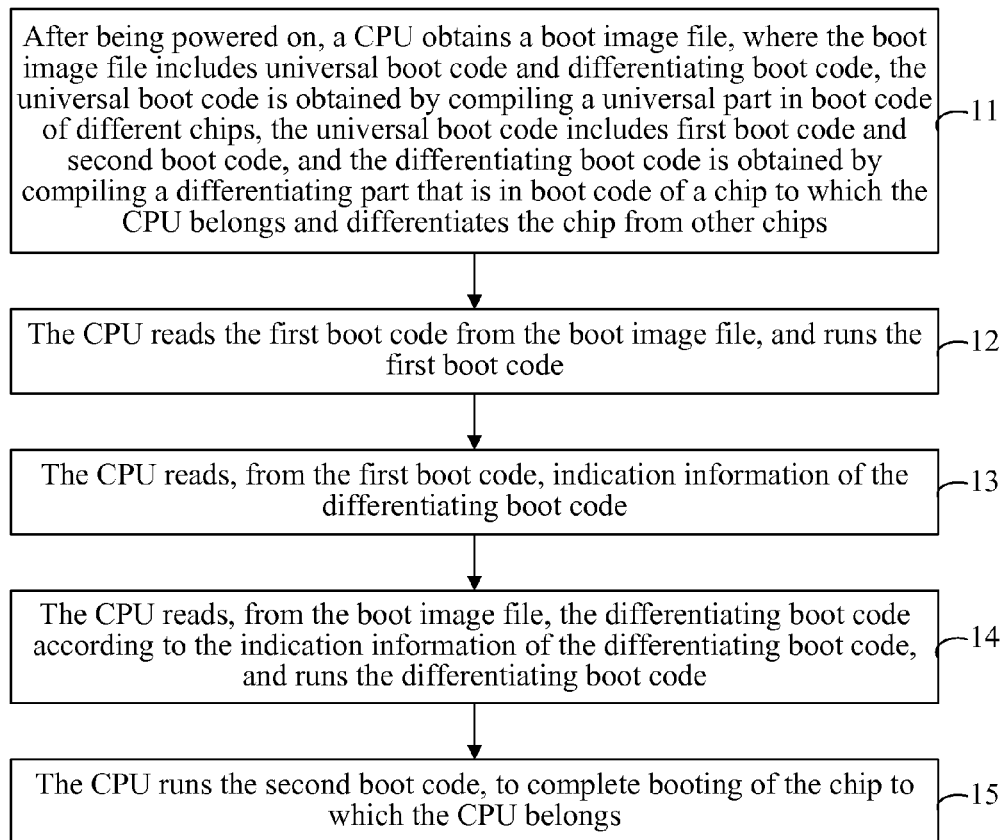 After being powered on, a CPU obtains a boot image file, where the boot
image file includes universal boot code and differentiating boot code, the
universal boot code is obtained by compiling a universal part in boot code
of different chips, the universal boot code includes first boot code and
second boot code, and the differentiating boot code is obtained by
compiling a differentiating part that is in boot code of a chip to which the
CPU belongs and differentiates the chip from other chips
11
The CPU reads the first boot code from the boot image file, and runs the
first boot code
12
The CPU reads, from the first boot code, indication information of the
differentiating boot code
13
The CPU reads, from the boot image file, the differentiating boot code
according to the indication information of the differentiating boot code,
and runs the differentiating boot code
14
The CPU runs the second boot code, to complete booting of the chip to
which the CPU belongs
15